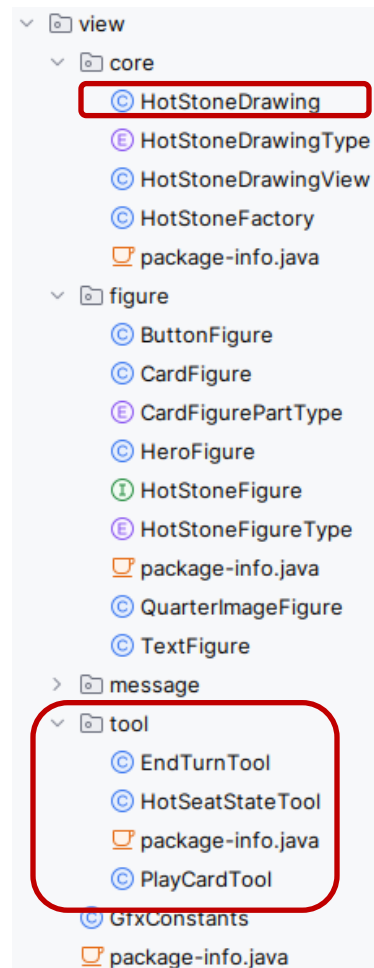 view
core
HotStoneDrawing
HotStoneDrawingType
HotStoneDrawingView
HotStoneFactory
package-info.java
figure
ButtonFigure
CardFigure
CardFigurePartType
HeroFigure
HotStoneFigure
HotStoneFigureType
package-info.java
QuarterImageFigure
TextFigure
message
tool
EndTurnTool
HotSeatStateTool
package-info.java
PlayCardTool
GfxConstants
package-info.java